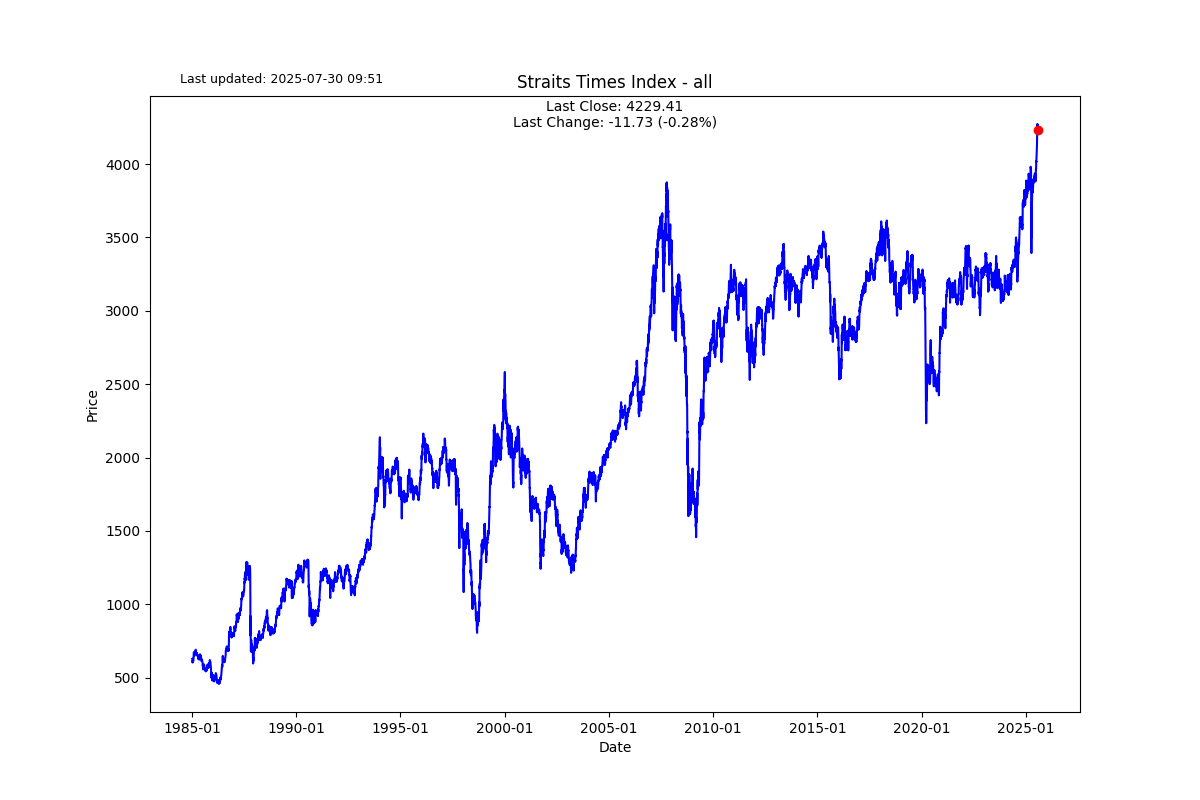 Last updated: 2025-07-30 09:51
Straits Times Index - all
Last Close: 4229.41
Last Change: -11.73 (-0.28%)
4000
3500
3000
2500
2000
1500
1000
500
Price
1985-01 1990-01 1995-01 2000-01 2005-01 2010-01 2015-01 2020-01 2025-01
Date